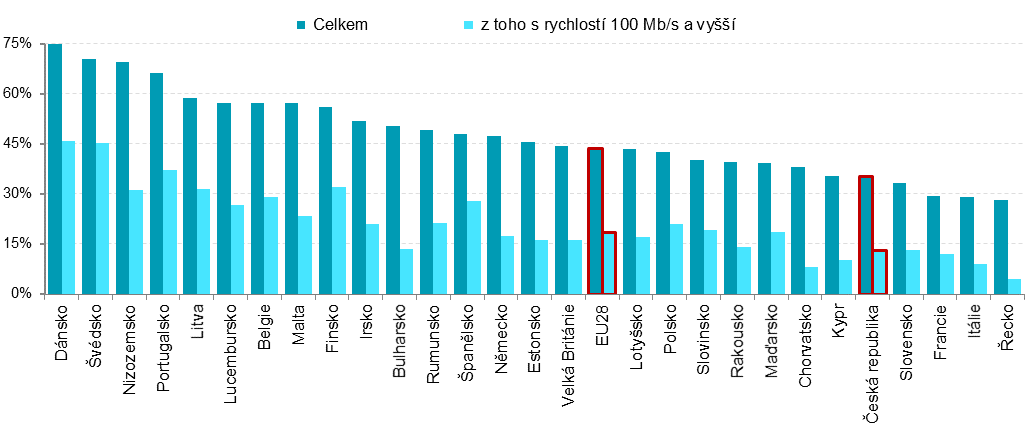 Celkem
z toho s rychlostí 100 Mb/s a vyšší
75%
60%
45%
30%
15%
0%
Dánsko
Švédsko
Nizozemsko
Portugalsko
Litva
Lucembursko
Belgie
Malta
Finsko
Irsko
Bulharsko
Rumunsko
Španělsko
Německo
Estonsko
Velká Británie
EU28
Lotyšsko
Polsko
Slovinsko
Rakousko
Maďarsko
Chorvatsko
Kypr
Česká republika
Slovensko
Francie
Itálie
Řecko